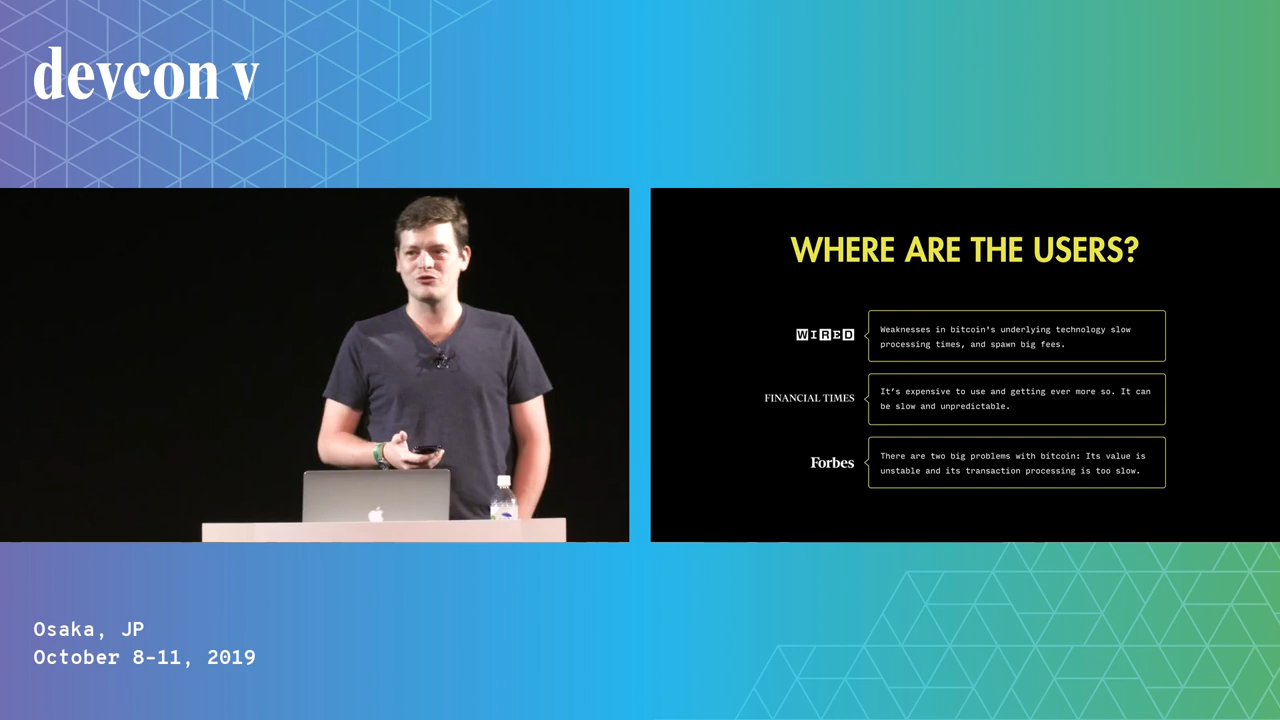 devcon v
WHERE ARE THE USERS?
WIRED
Weaknesses in bitcoin's underlying technology slow
processing times, and spawn big fees.
FINANCIAL TIMES
It’s expensive to use and getting ever more so. It can
be slow and unpredictable.
Forbes
There are two big problems with bitcoin: Its value is
unstable and its transaction processing is too slow.
Osaka, JP
October 8–11, 2019